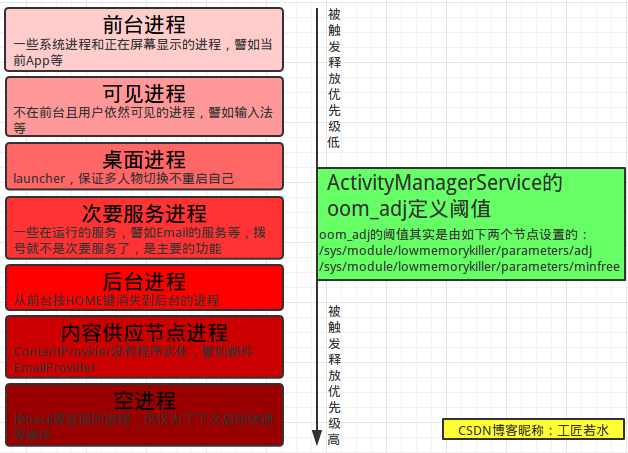 前台进程
一些系统进程和正在屏幕显示的进程，譬如当
前App等
可见进程
不在前台且用户依然可见的进程，譬如输入法
等
桌面进程
launcher，保证多人物切换不重启自己
次要服务进程
一些在运行的服务，譬如Email的服务等，拨
号就不是次要服务了，是主要的功能
后台进程
从前台按HOME键消失到后台的进程
内容供应节点进程
ContentProvider没有程序实体，譬如邮件
EmailProvider
空进程
按back等退回的进程，仅仅为了下次启动快速
被触发释放优先级低
ActivityManagerService的
oom_adj定义阈值
oom_adj的阈值其实是由如下两个节点设置的：
/sys/module/lowmemorykiller/parameters/adj
/sys/module/lowmemorykiller/parameters/minfree
被触发释放优先级高
CSDN博客昵称：工匠若水